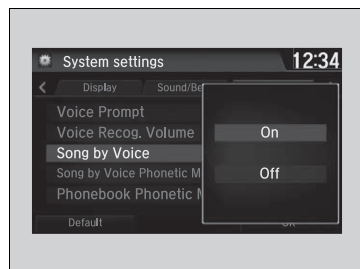 System settings 12:34
Display Sound/Be
Voice Prompt
Voice Recog. Volume
Song by Voice
Song by Voice Phonetic M
Phonebook Phonetic M
On
Off
Default